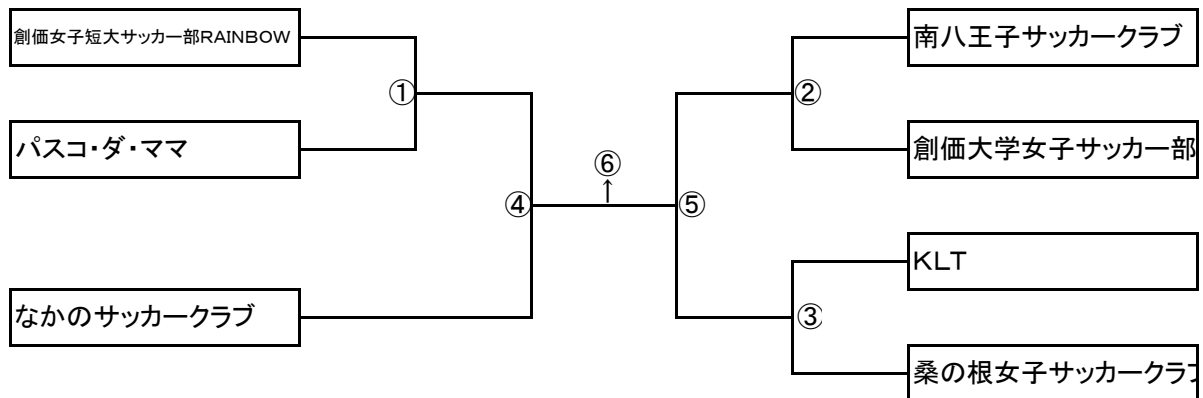 創価女子短大サッカー部RAINBOW
パスコ・ダ・ママ
なかのサッカークラブ
①
④
⑥
↑
⑤
②
③
南八王子サッカークラブ
創価大学女子サッカー部
KLT
桑の根女子サッカークラブ